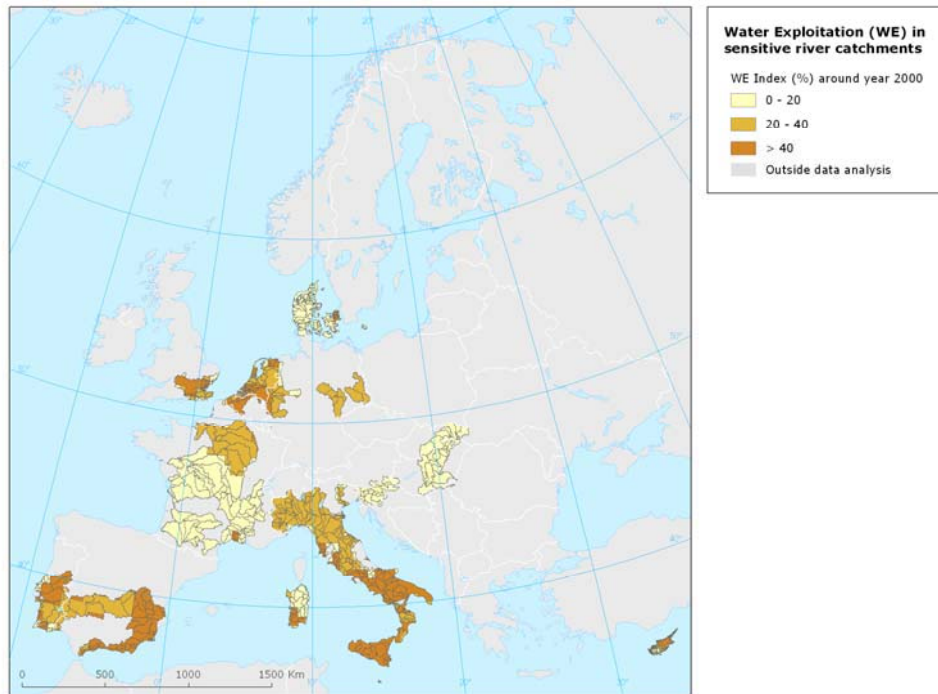 Water Exploitation (WE) in
sensitive river catchments
WE Index (%) around year 2000
0 - 20
20 - 40
> 40
Outside data analysis
0 500 1000 1500 Km